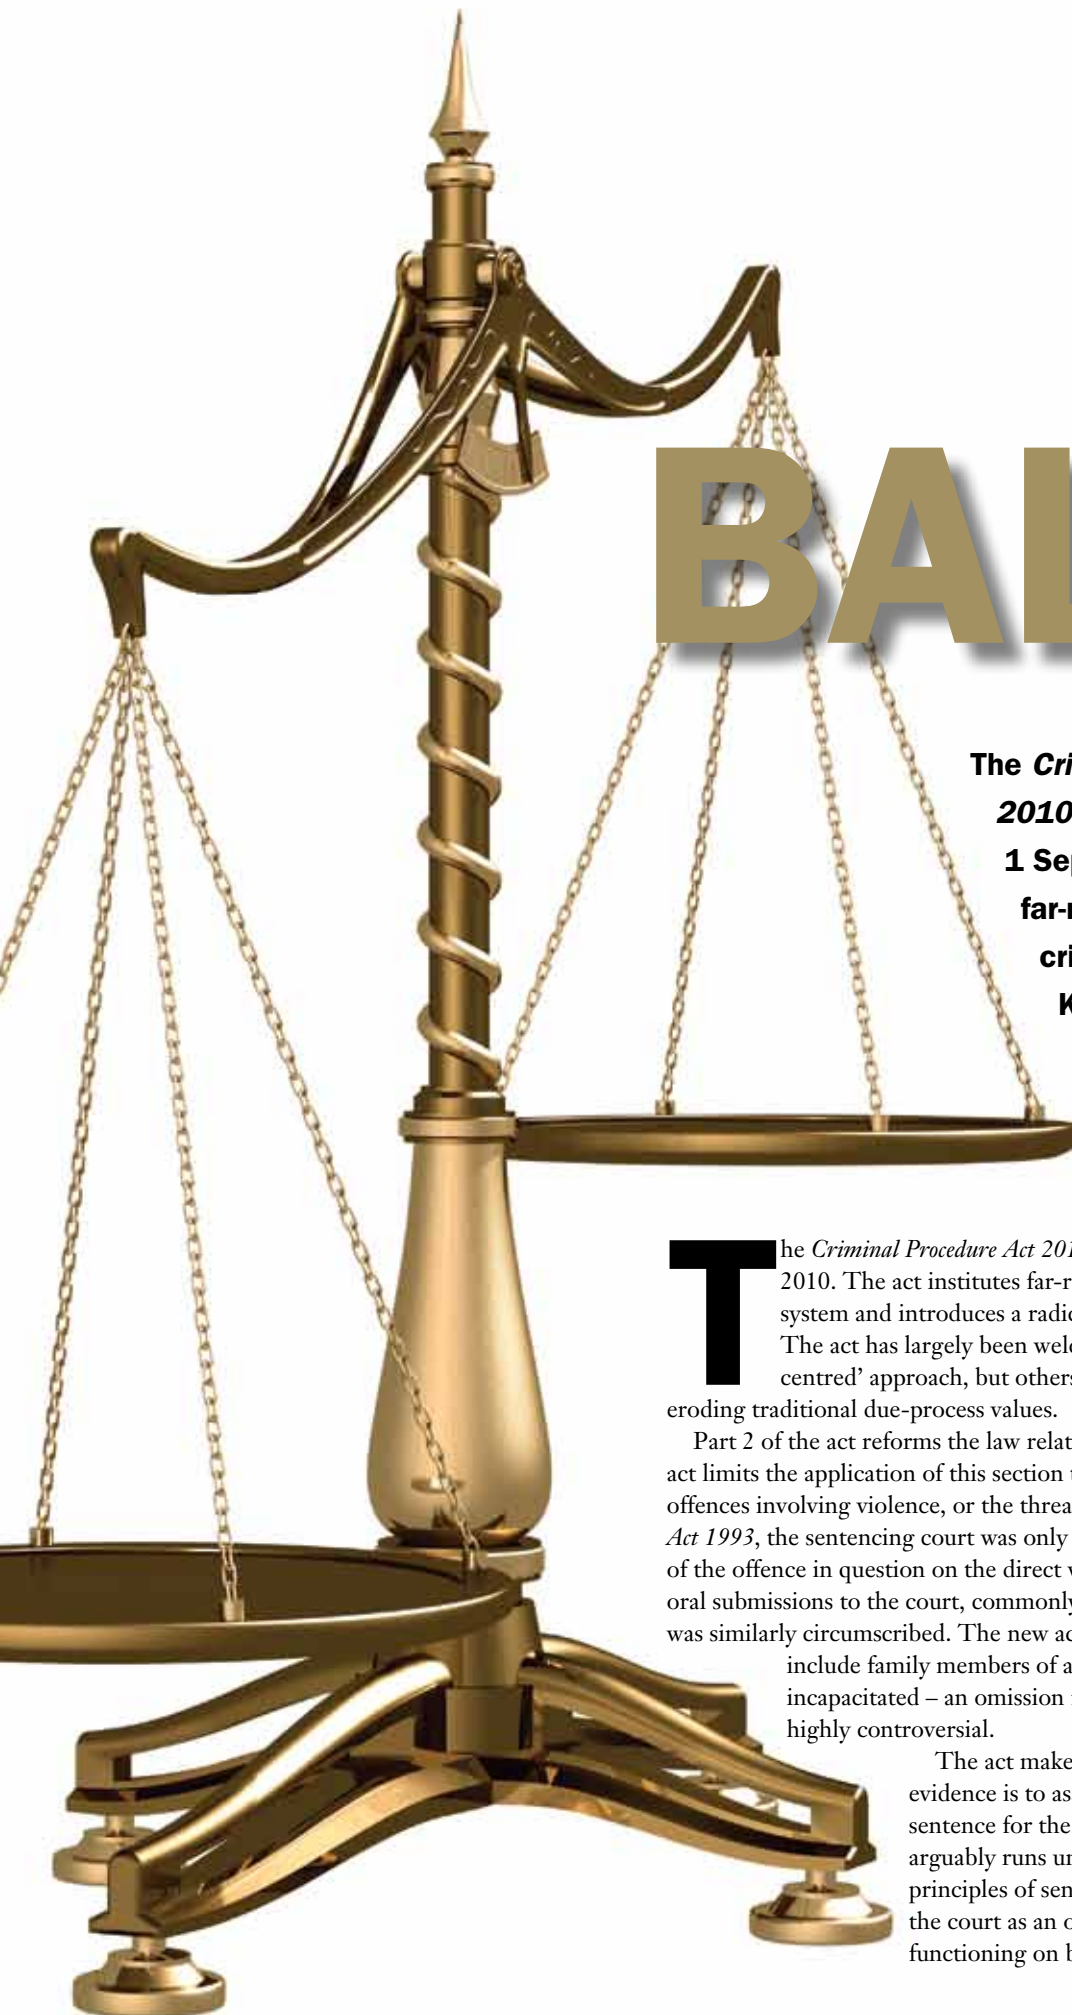 BAL
The Cri
2010
1 Sep
far-r
cri
K
The Criminal Procedure Act 201
2010. The act institutes far-r
system and introduces a radic
The act has largely been welc
centred’ approach, but others
eroding traditional due-process values.
Part 2 of the act reforms the law relat
act limits the application of this section t
offences involving violence, or the threa
Act 1993, the sentencing court was only
of the offence in question on the direct v
oral submissions to the court, commonly
was similarly circumscribed. The new ac
include family members of a
incapacitated – an omission
highly controversial.
The act make
evidence is to as
sentence for the
arguably runs un
principles of sen
the court as an o
functioning on b